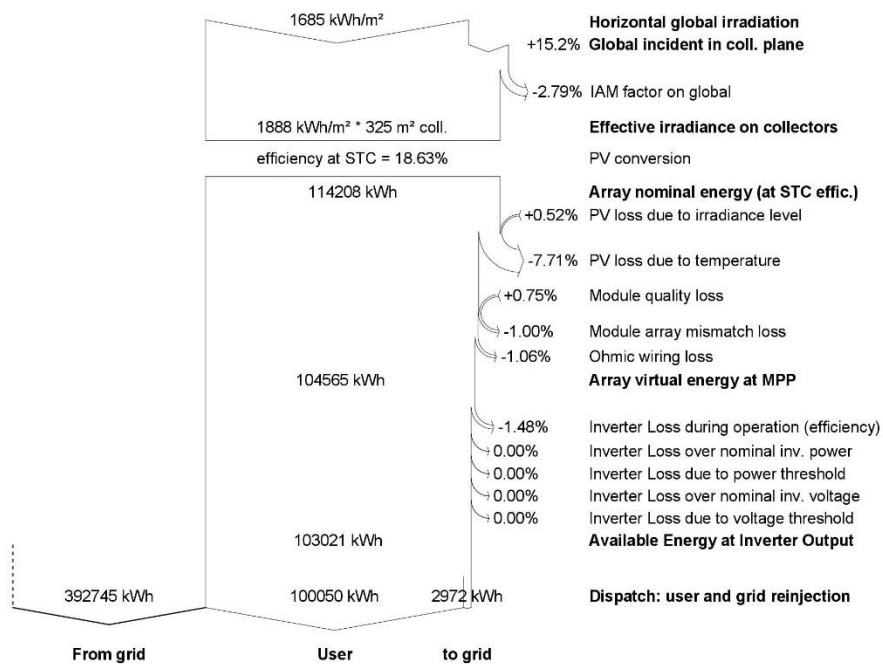 1685 kWh/m² Horizontal global irradiation
+15.2% Global incident in coll. plane
-2.79% IAM factor on global
1888 kWh/m² * 325 m² coll. Effective irradiance on collectors
efficiency at STC = 18.63% PV conversion
114208 kWh Array nominal energy (at STC effic.)
+0.52% PV loss due to irradiance level
-7.71% PV loss due to temperature
+0.75% Module quality loss
-1.00% Module array mismatch loss
-1.06% Ohmic wiring loss
104565 kWh Array virtual energy at MPP
-1.48% Inverter Loss during operation (efficiency)
0.00% Inverter Loss over nominal inv. power
0.00% Inverter Loss due to power threshold
0.00% Inverter Loss over nominal inv. voltage
0.00% Inverter Loss due to voltage threshold
103021 kWh Available Energy at Inverter Output
392745 kWh 100050 kWh 2972 kWh Dispatch: user and grid reinjection
From grid User to grid